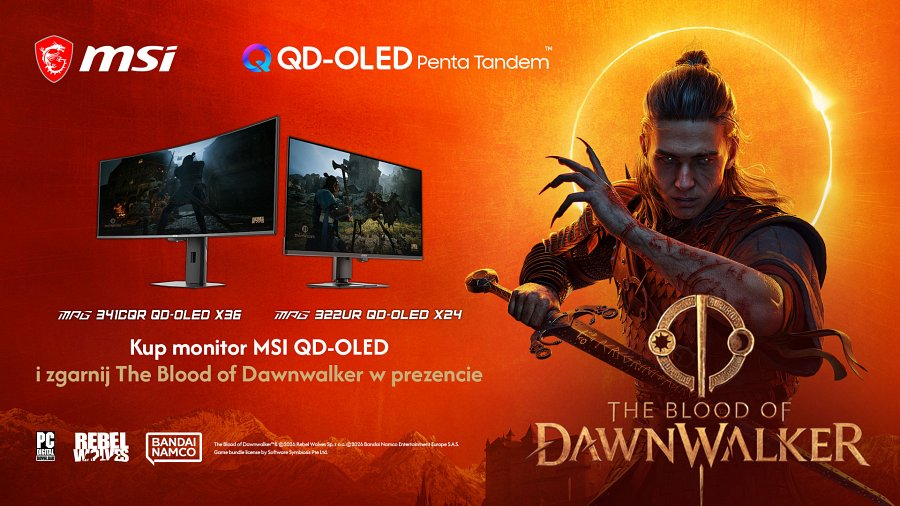 msi
QD-OLED Penta Tandem™
MPG 341CQR QD-OLED X36
MPG 322UR QD-OLED X24
Kup monitor MSI QD-OLED
i zgarnij The Blood of Dawnwalker w prezencie
THE BLOOD OF
DAWNWALKER
PC
DIGITAL
DOWNLOAD
REBEL
WOLVES
BANDAI
NAMCO
The Blood of Dawnwalker™ & ©2026 Rebel Wolves Sp. z o.o. ©2026 Bandai Namco Entertainment Europe S.A.S.
Game bundle license by Software Symbiosis Pte Ltd.